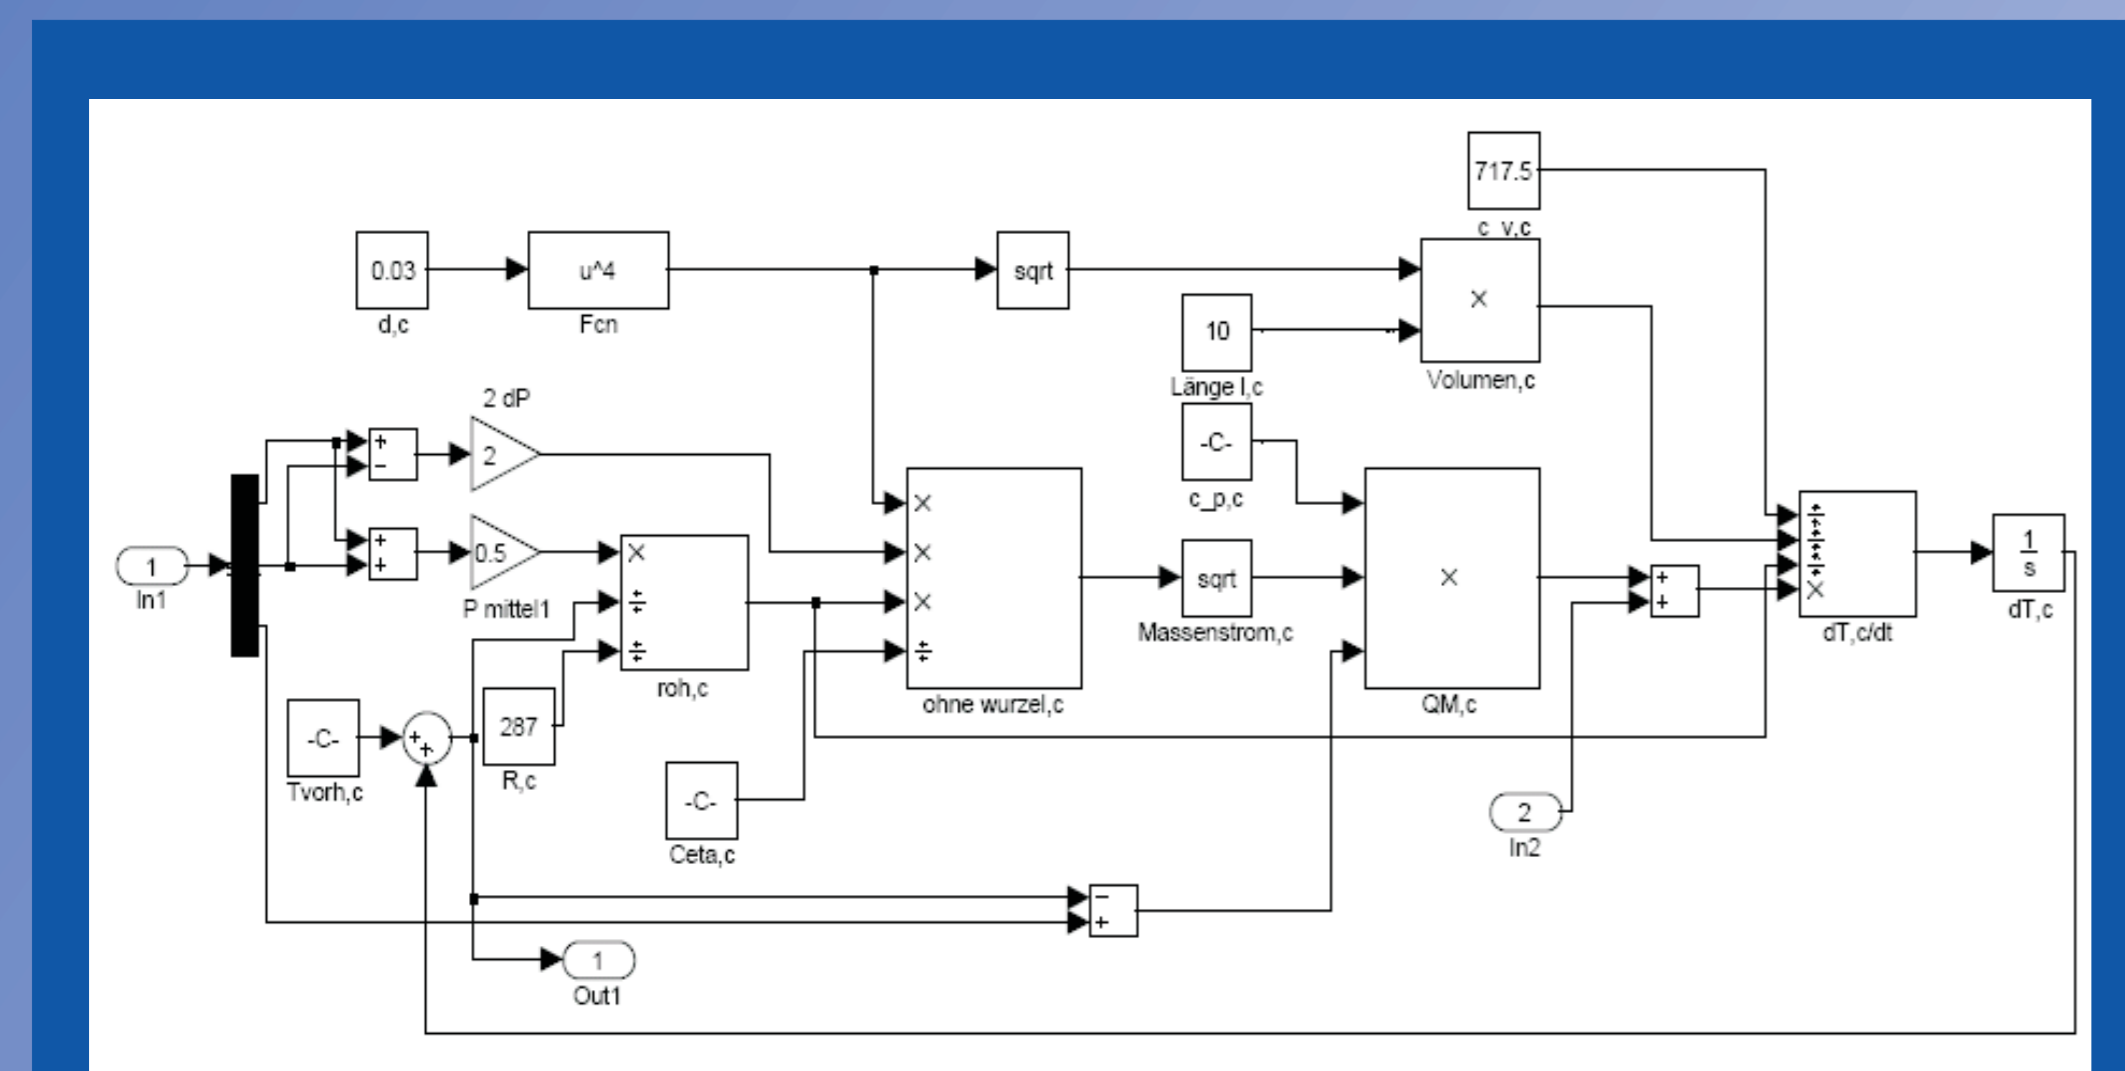 717.5
c_v,c
0.03
d,c
u^4
Fcn
sqrt
×
Volumen,c
10
Länge l,c
2 dP
+
−
2
-C-
c_p,c
1
In1
+
+
0.5
P mittel1
×
÷
÷
roh,c
×
×
×
÷
ohne wurzel,c
sqrt
Massenstrom,c
×
QM,c
+
+
÷
÷
÷
×
dT,c/dt
1
s
dT,c
-C-
Tvorh,c
+
+
287
R,c
-C-
Ceta,c
2
In2
−
+
1
Out1